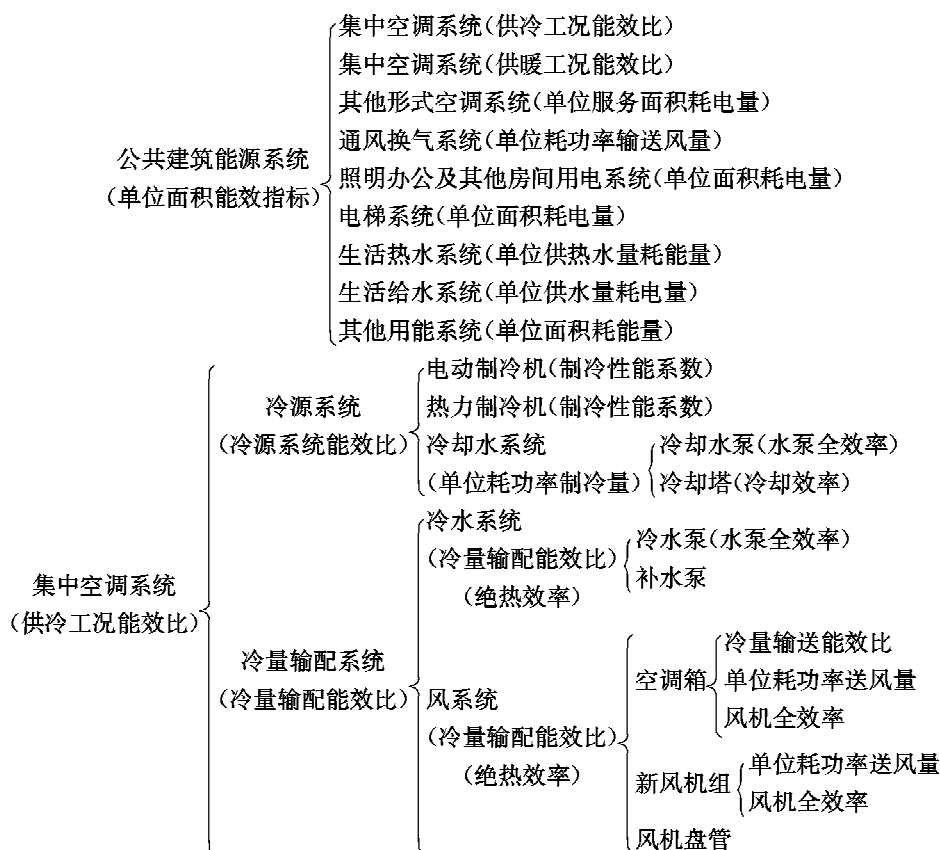 集中空调系统(供冷工况能效比)
集中空调系统(供暖工况能效比)
其他形式空调系统(单位服务面积耗电量)
通风换气系统(单位耗功率输送风量)
公共建筑能源系统
(单位面积能效指标)
照明办公及其他房间用电系统(单位面积耗电量)
电梯系统(单位面积耗电量)
生活热水系统(单位供热水量耗能量)
生活给水系统(单位供水量耗电量)
其他用能系统(单位面积耗能量)
集中空调系统
(供冷工况能效比)
冷源系统
(冷源系统能效比)
电动制冷机(制冷性能系数)
热力制冷机(制冷性能系数)
冷却水系统
(单位耗功率制冷量)
冷却水泵(水泵全效率)
冷却塔(冷却效率)
冷量输配系统
(冷量输配能效比)
冷水系统
(冷量输配能效比)
(绝热效率)
冷水泵(水泵全效率)
补水泵
风系统
(冷量输配能效比)
(绝热效率)
空调箱
冷量输送能效比
单位耗功率送风量
风机全效率
新风机组
单位耗功率送风量
风机全效率
风机盘管